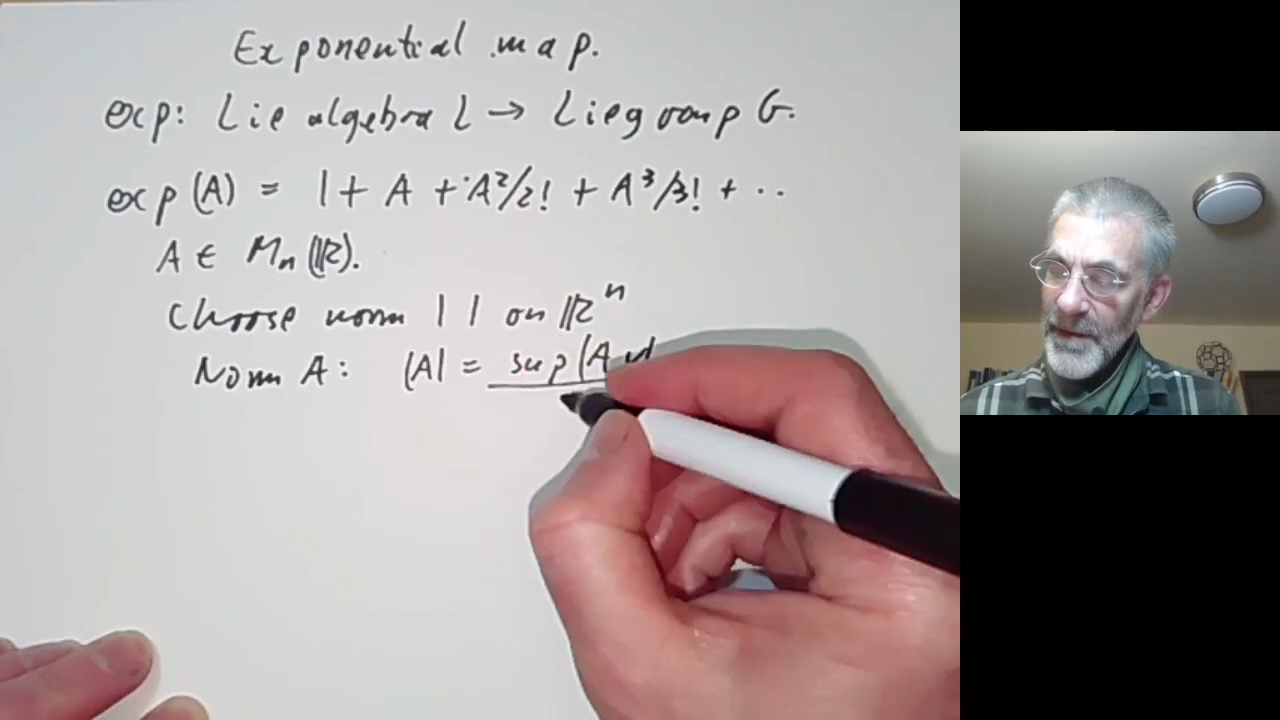 Exponential map.
exp: Lie algebra L → Lie group G.
exp(A) = 1 + A + A²/2! + A³/3! + ..
A ∈ Mₙ(ℝ).
Choose norm | | on ℝⁿ
Norm A: |A| = sup|A v|